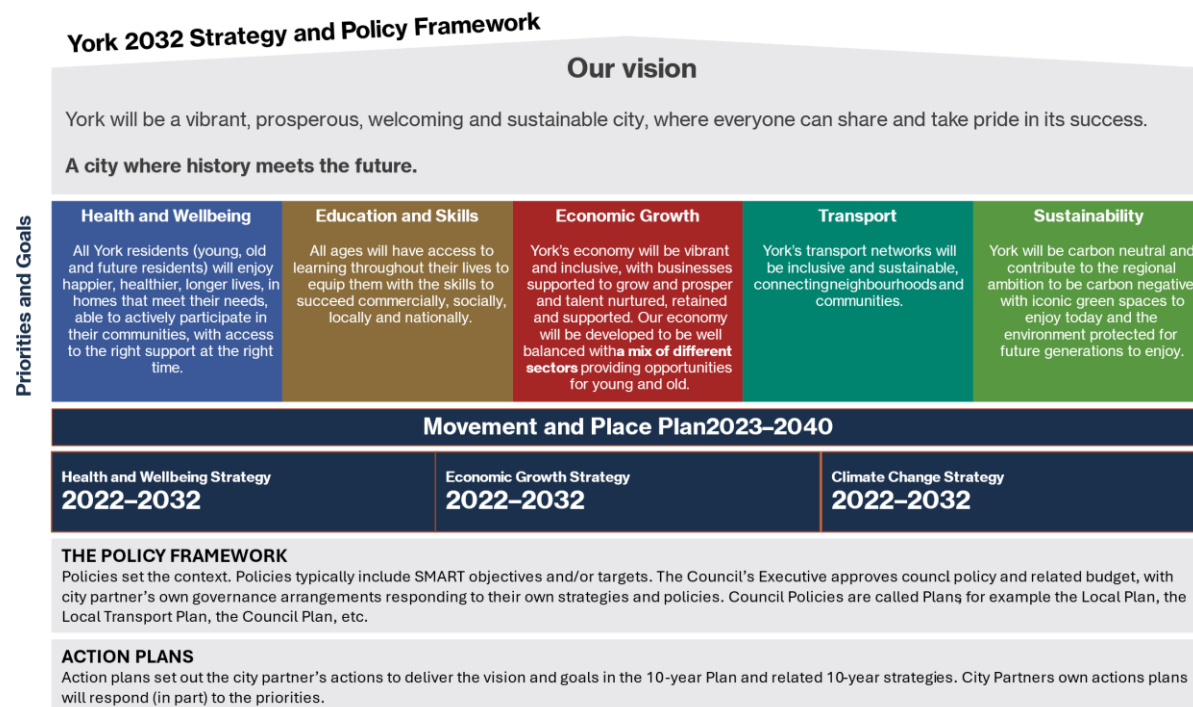 York 2032 Strategy and Policy Framework
Our vision
York will be a vibrant, prosperous, welcoming and sustainable city, where everyone can share and take pride in its success.
A city where history meets the future.
Priorities and Goals
Health and Wellbeing
All York residents (young, old
and future residents) will enjoy
happier, healthier, longer lives, in
homes that meet their needs,
able to actively participate in
their communities, with access
to the right support at the right
time.
Education and Skills
All ages will have access to
learning throughout their lives to
equip them with the skills to
succeed commercially, socially,
locally and nationally.
Economic Growth
York's economy will be vibrant
and inclusive, with businesses
supported to grow and prosper
and talent nurtured, retained
and supported. Our economy
will be developed to be well
balanced witha mix of different
sectors providing opportunities
for young and old.
Transport
York's transport networks will
be inclusive and sustainable,
connectingneighbourhoodsand
communities.
Sustainability
York will be carbon neutral and
contribute to the regional
ambition to be carbon negative
with iconic green spaces to
enjoy today and the
environment protected for
future generations to enjoy.
Movement and Place Plan2023–2040
Health and Wellbeing Strategy
2022–2032
Economic Growth Strategy
2022–2032
Climate Change Strategy
2022–2032
THE POLICY FRAMEWORK
Policies set the context. Policies typically include SMART objectives and/or targets. The Council's Executive approves councl policy and related budget, with
city partner's own governance arrangements responding to their own strategies and policies. Council Policies are called Plans, for example the Local Plan, the
Local Transport Plan, the Council Plan, etc.
ACTION PLANS
Action plans set out the city partner's actions to deliver the vision and goals in the 10-year Plan and related 10-year strategies. City Partners own actions plans
will respond (in part) to the priorities.